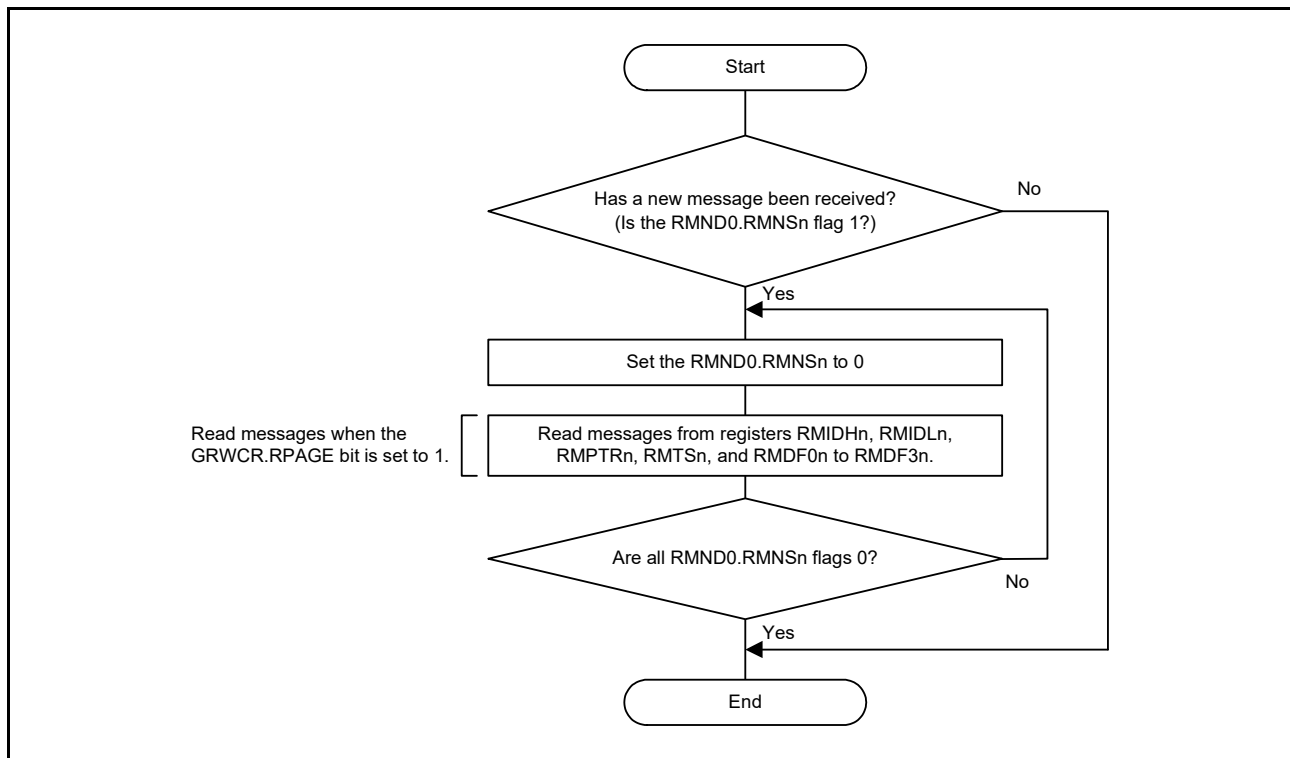 Start
Has a new message been received?
(Is the RMND0.RMNSn flag 1?)
No
Yes
Set the RMND0.RMNSn to 0
Read messages when the
GRWCR.RPAGE bit is set to 1.
Read messages from registers RMIDHn, RMIDLn,
RMPTRn, RMTSn, and RMDF0n to RMDF3n.
Are all RMND0.RMNSn flags 0?
No
Yes
End